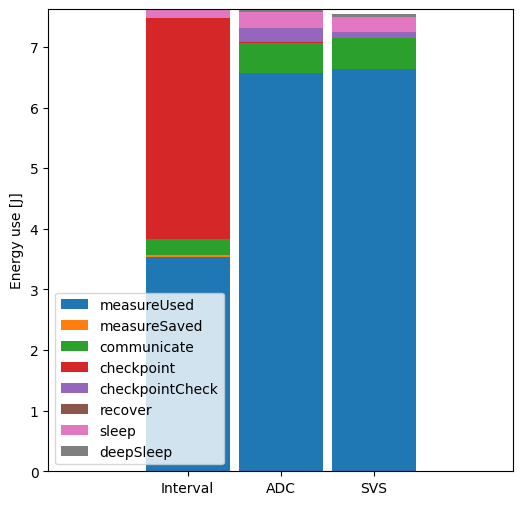 Energy use [J]
7
6
5
4
3
2
1
0
measureUsed
measureSaved
communicate
checkpoint
checkpointCheck
recover
sleep
deepSleep
Interval
ADC
SVS